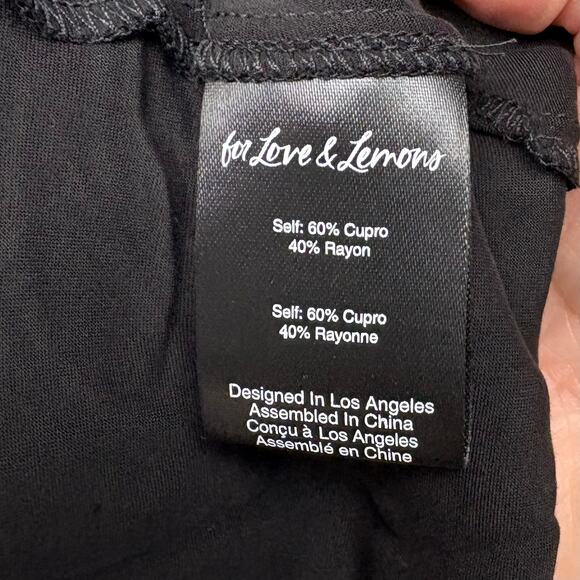 for Love & Lemons
Self: 60% Cupro
40% Rayon
Self: 60% Cupro
40% Rayonne
Designed In Los Angeles
Assembled In China
Conçu à Los Angeles
Assemblé en Chine